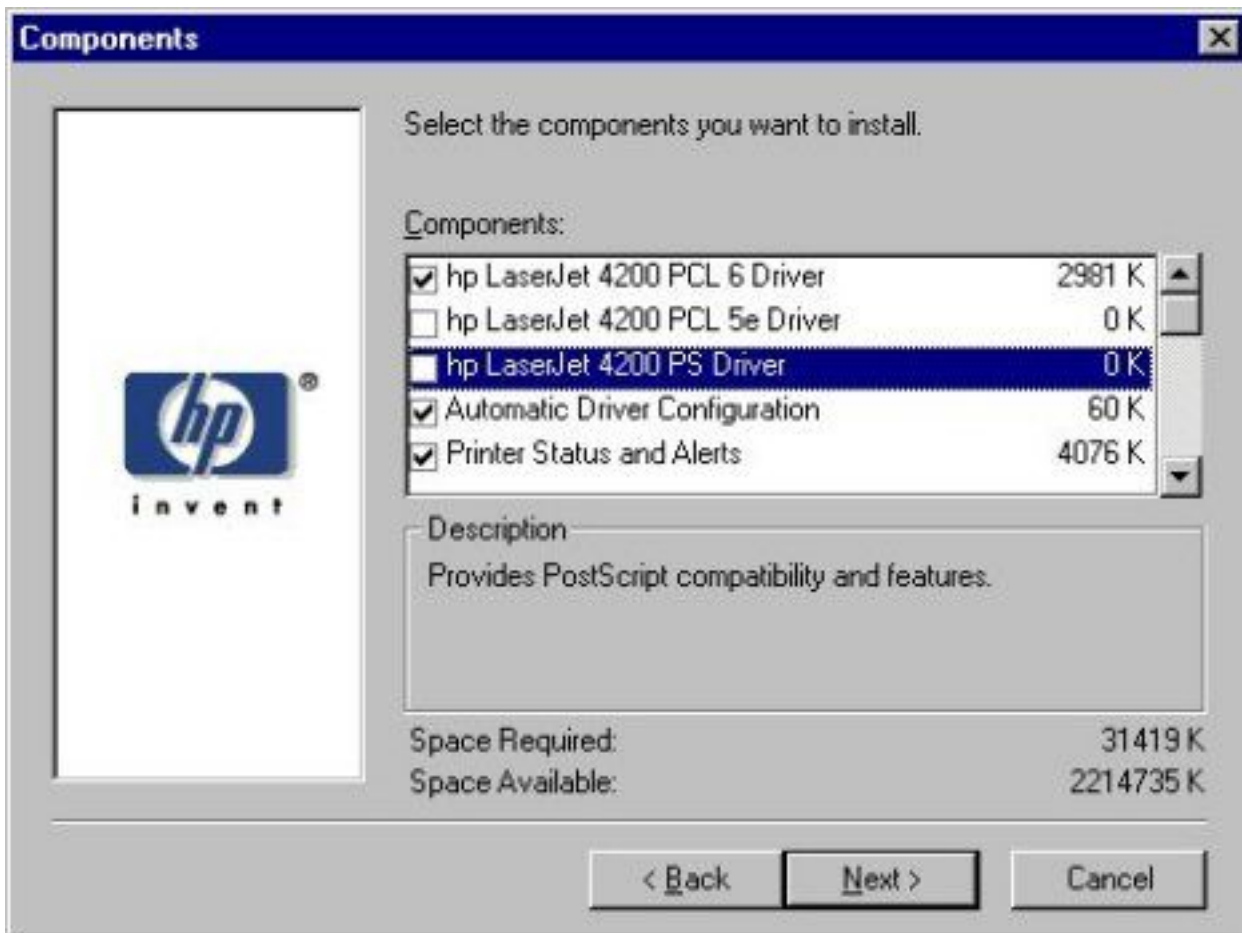 Components
Select the components you want to install.
Components:
hp LaserJet 4200 PCL 6 Driver 2981 K
hp LaserJet 4200 PCL 5e Driver 0 K
hp LaserJet 4200 PS Driver 0 K
Automatic Driver Configuration 60 K
Printer Status and Alerts 4076 K
hp ®
invent
Description
Provides PostScript compatibility and features.
Space Required: 31419 K
Space Available: 2214735 K
< Back Next > Cancel